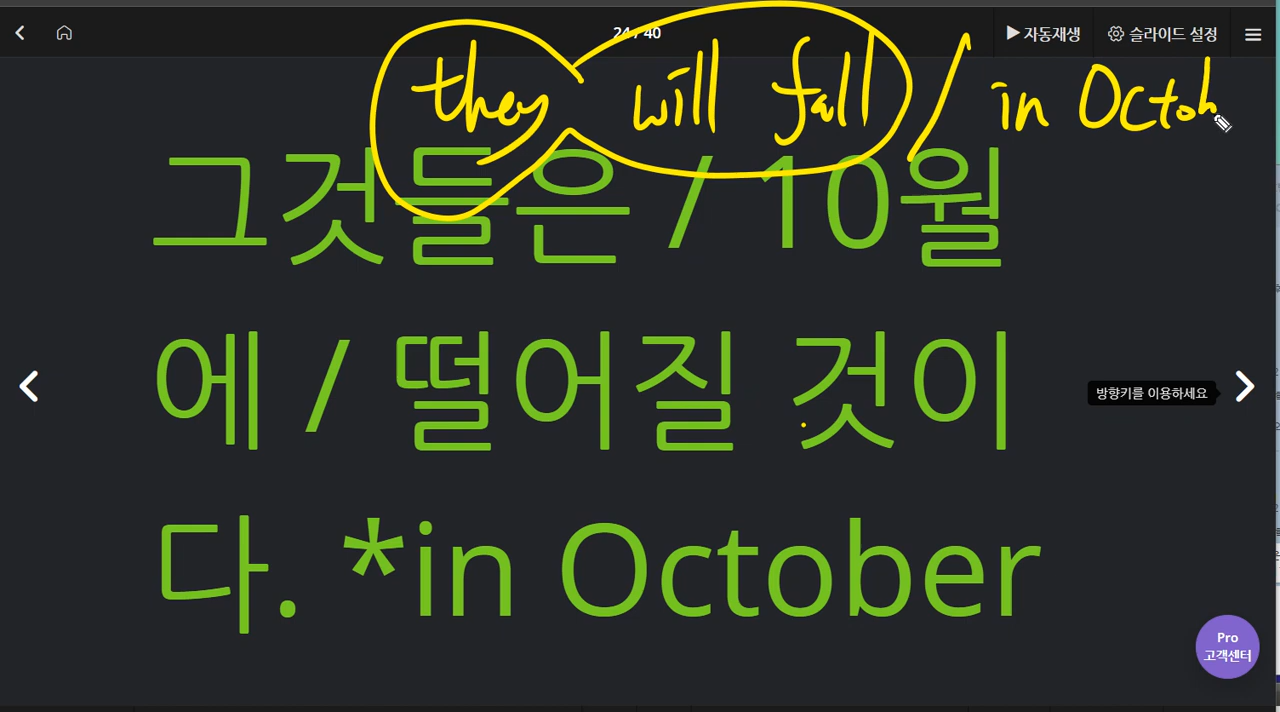 24 / 40
자동재생
슬라이드 설정
they will fall / in Octob
그것들은 / 10월
에 / 떨어질 것이
방향키를 이용하세요
다. *in October
Pro
고객센터